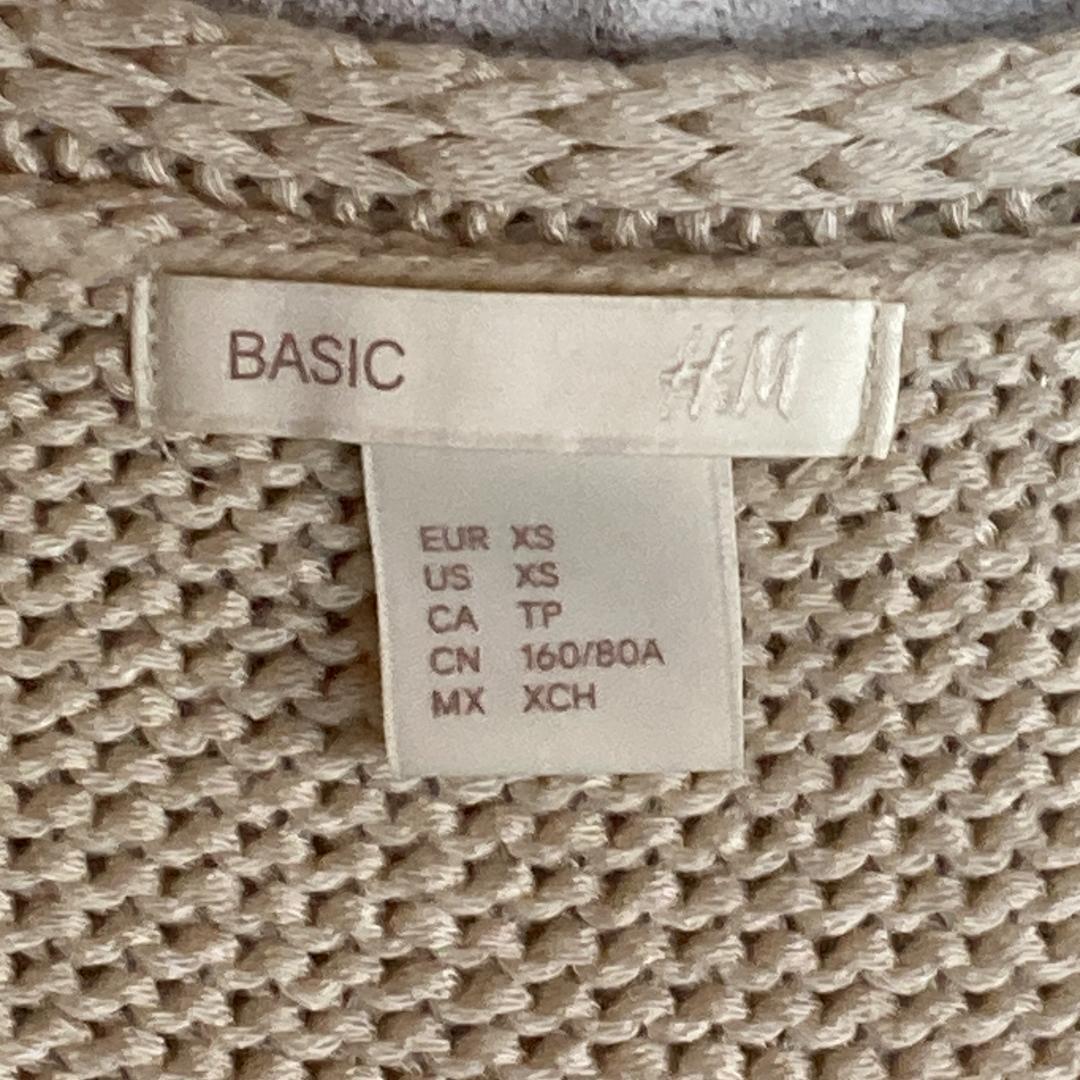 BASIC H&M
EUR XS
US XS
CA TP
CN 160/80A
MX XCH